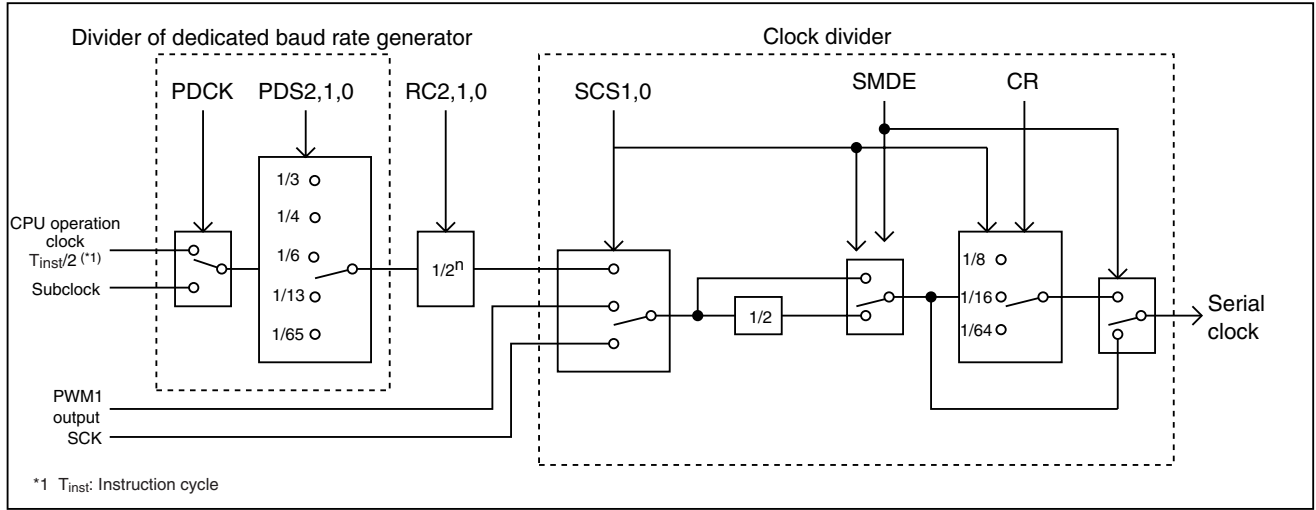 Divider of dedicated baud rate generator
Clock divider
PDCK
PDS2,1,0
RC2,1,0
SCS1,0
SMDE
CR
1/3
1/4
1/6
1/13
1/65
CPU operation
clock
Tinst/2 (*1)
Subclock
1/2n
1/2
1/8
1/16
1/64
Serial
clock
PWM1
output
SCK
*1 Tinst: Instruction cycle